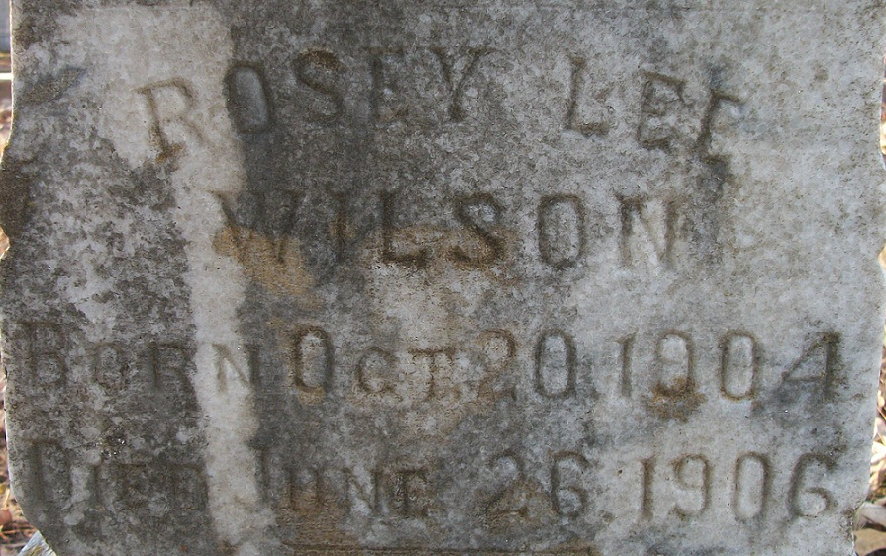 ROSEY LEE
WILSON
BORN OCT. 20. 1904
DIED JUNE 26. 1906